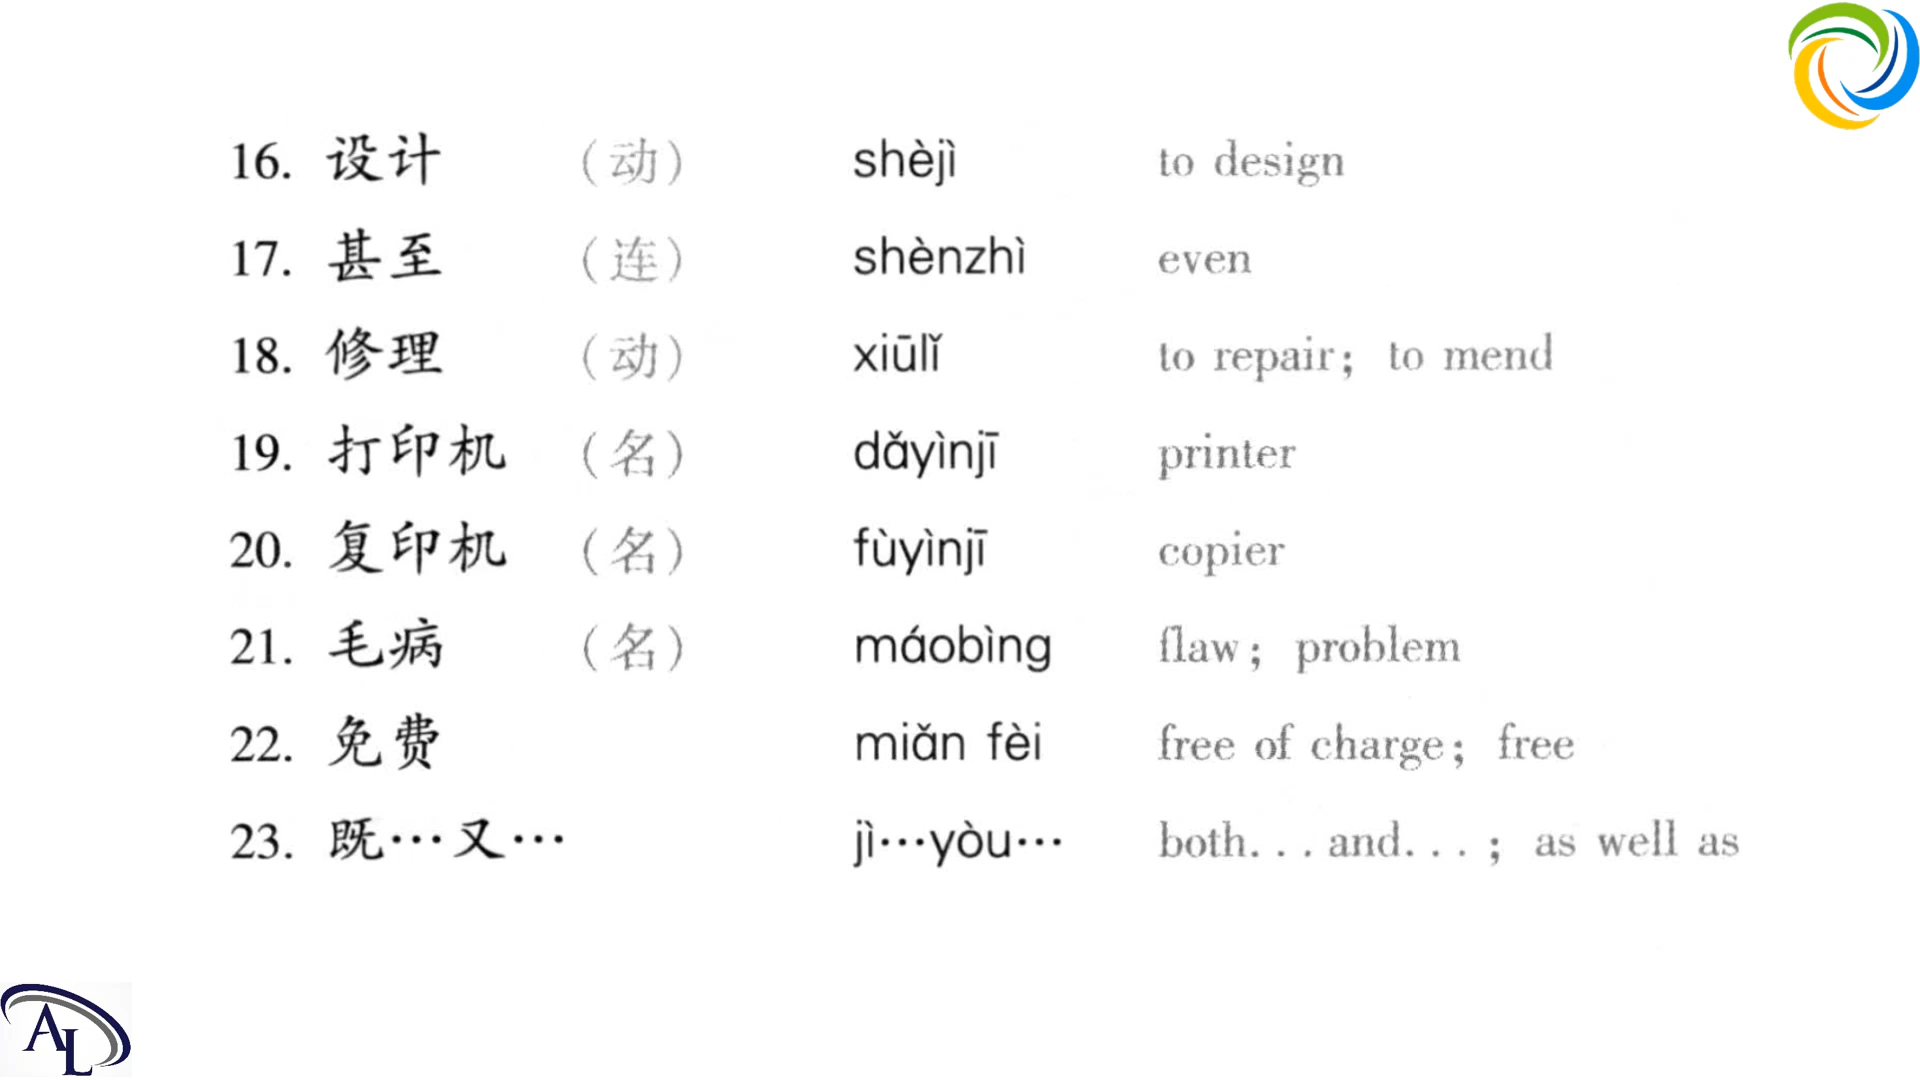 16. 设计 （动） shèjì to design
17. 甚至 （连） shènzhì even
18. 修理 （动） xiūlǐ to repair; to mend
19. 打印机 （名） dǎyìnjī printer
20. 复印机 （名） fùyìnjī copier
21. 毛病 （名） máobìng flaw; problem
22. 免费 miǎn fèi free of charge; free
23. 既…又… jì…yòu… both...and...; as well as
AL